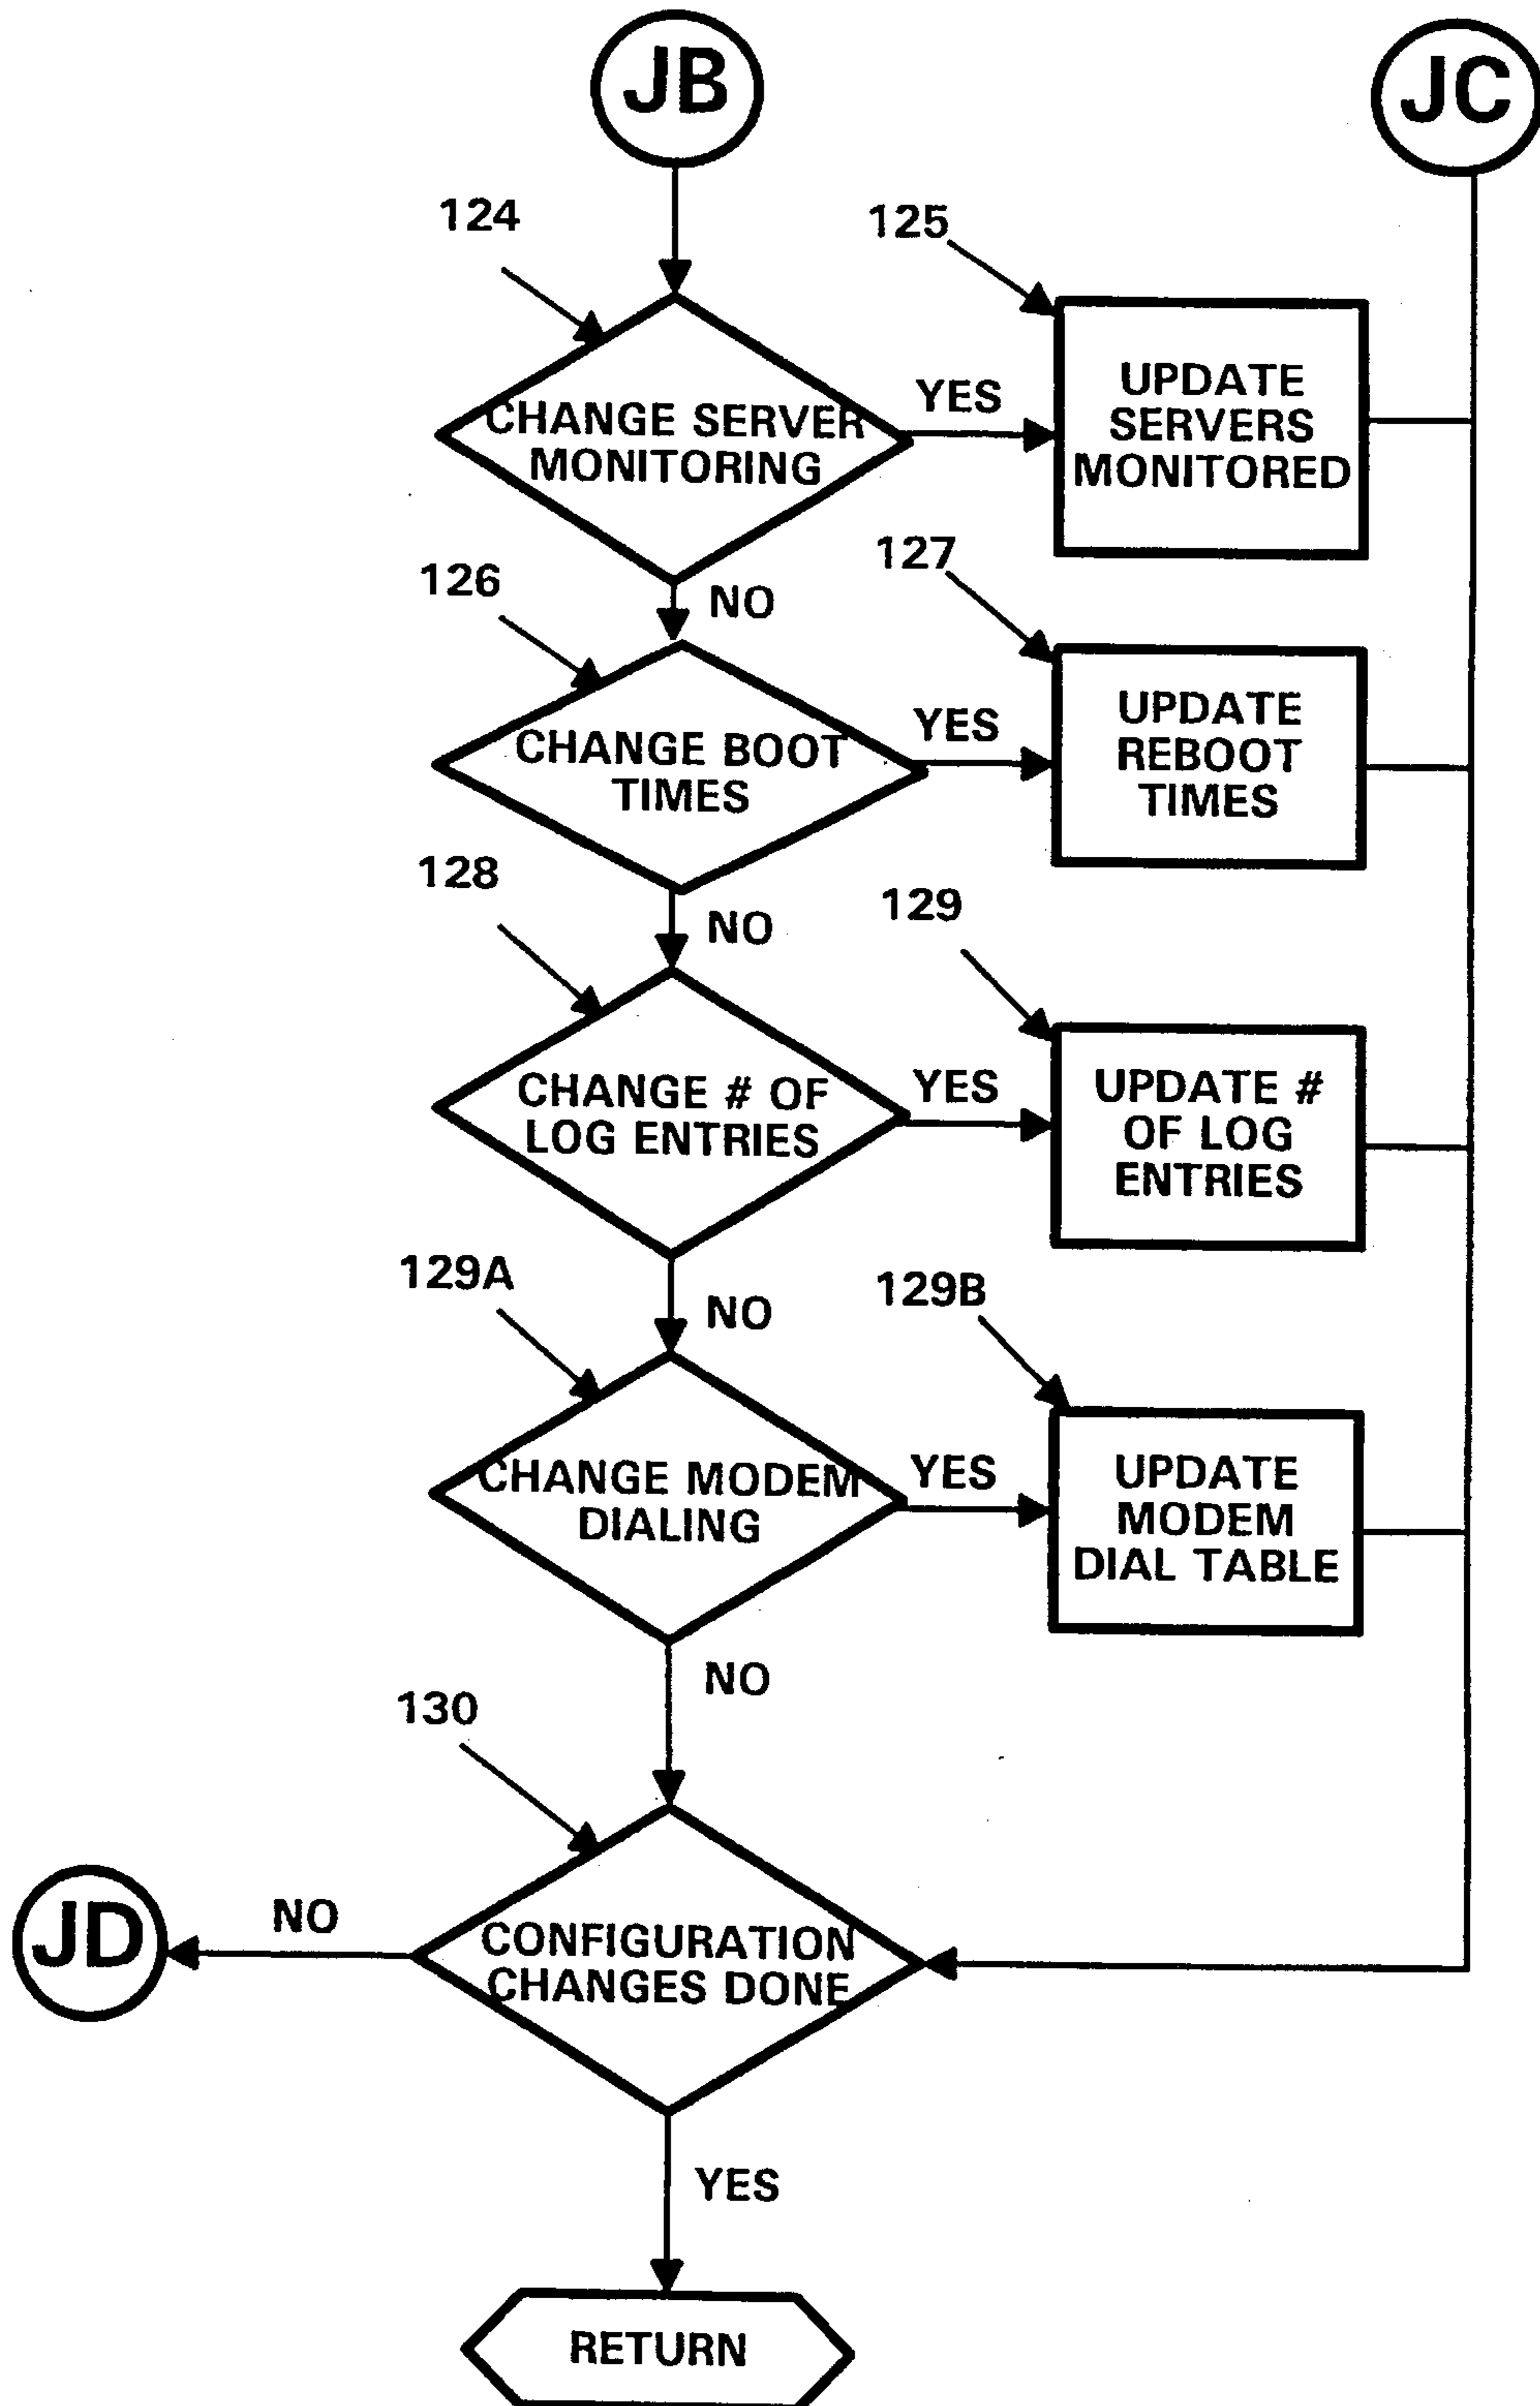 JB
JC
124
125
CHANGE SERVER
MONITORING
YES
UPDATE
SERVERS
MONITORED
NO
126
127
CHANGE BOOT
TIMES
YES
UPDATE
REBOOT
TIMES
NO
128
129
CHANGE # OF
LOG ENTRIES
YES
UPDATE #
OF LOG
ENTRIES
NO
129A
129B
CHANGE MODEM
DIALING
YES
UPDATE
MODEM
DIAL TABLE
NO
130
JD
NO
CONFIGURATION
CHANGES DONE
YES
RETURN